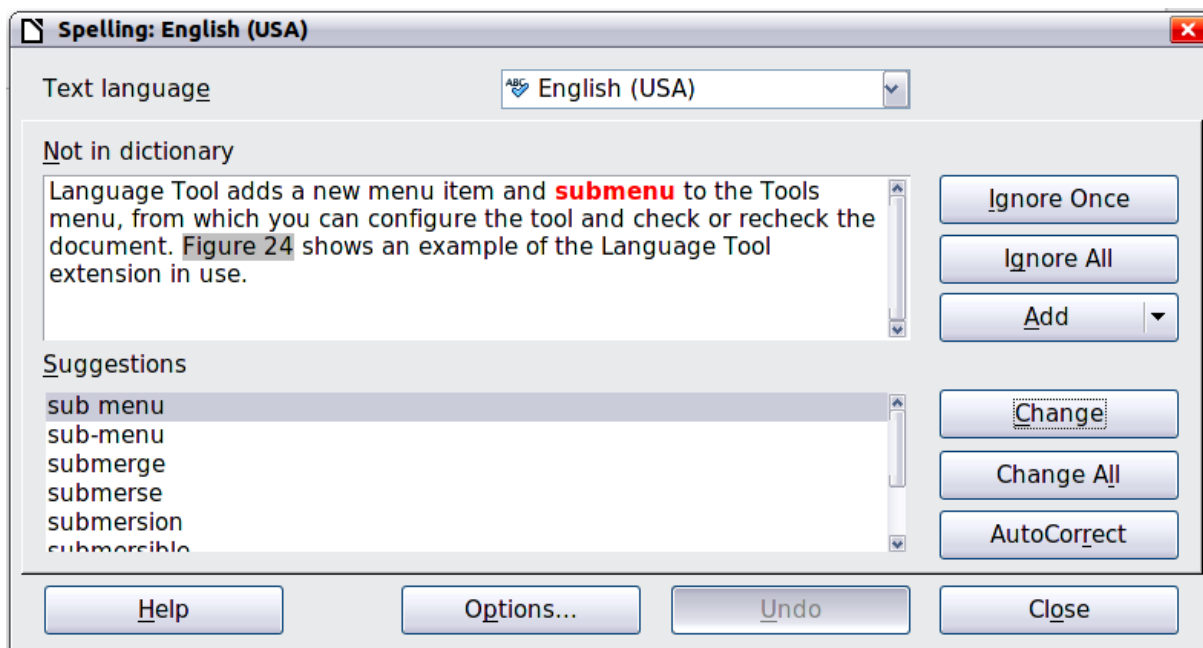 Spelling: English (USA)
Text language
English (USA)
Not in dictionary
Language Tool adds a new menu item and submenu to the Tools
menu, from which you can configure the tool and check or recheck the
document. Figure 24 shows an example of the Language Tool
extension in use.
Ignore Once
Ignore All
Add
Suggestions
sub menu
sub-menu
submerge
submerse
submersion
submersible
Change
Change All
AutoCorrect
Help
Options...
Undo
Close